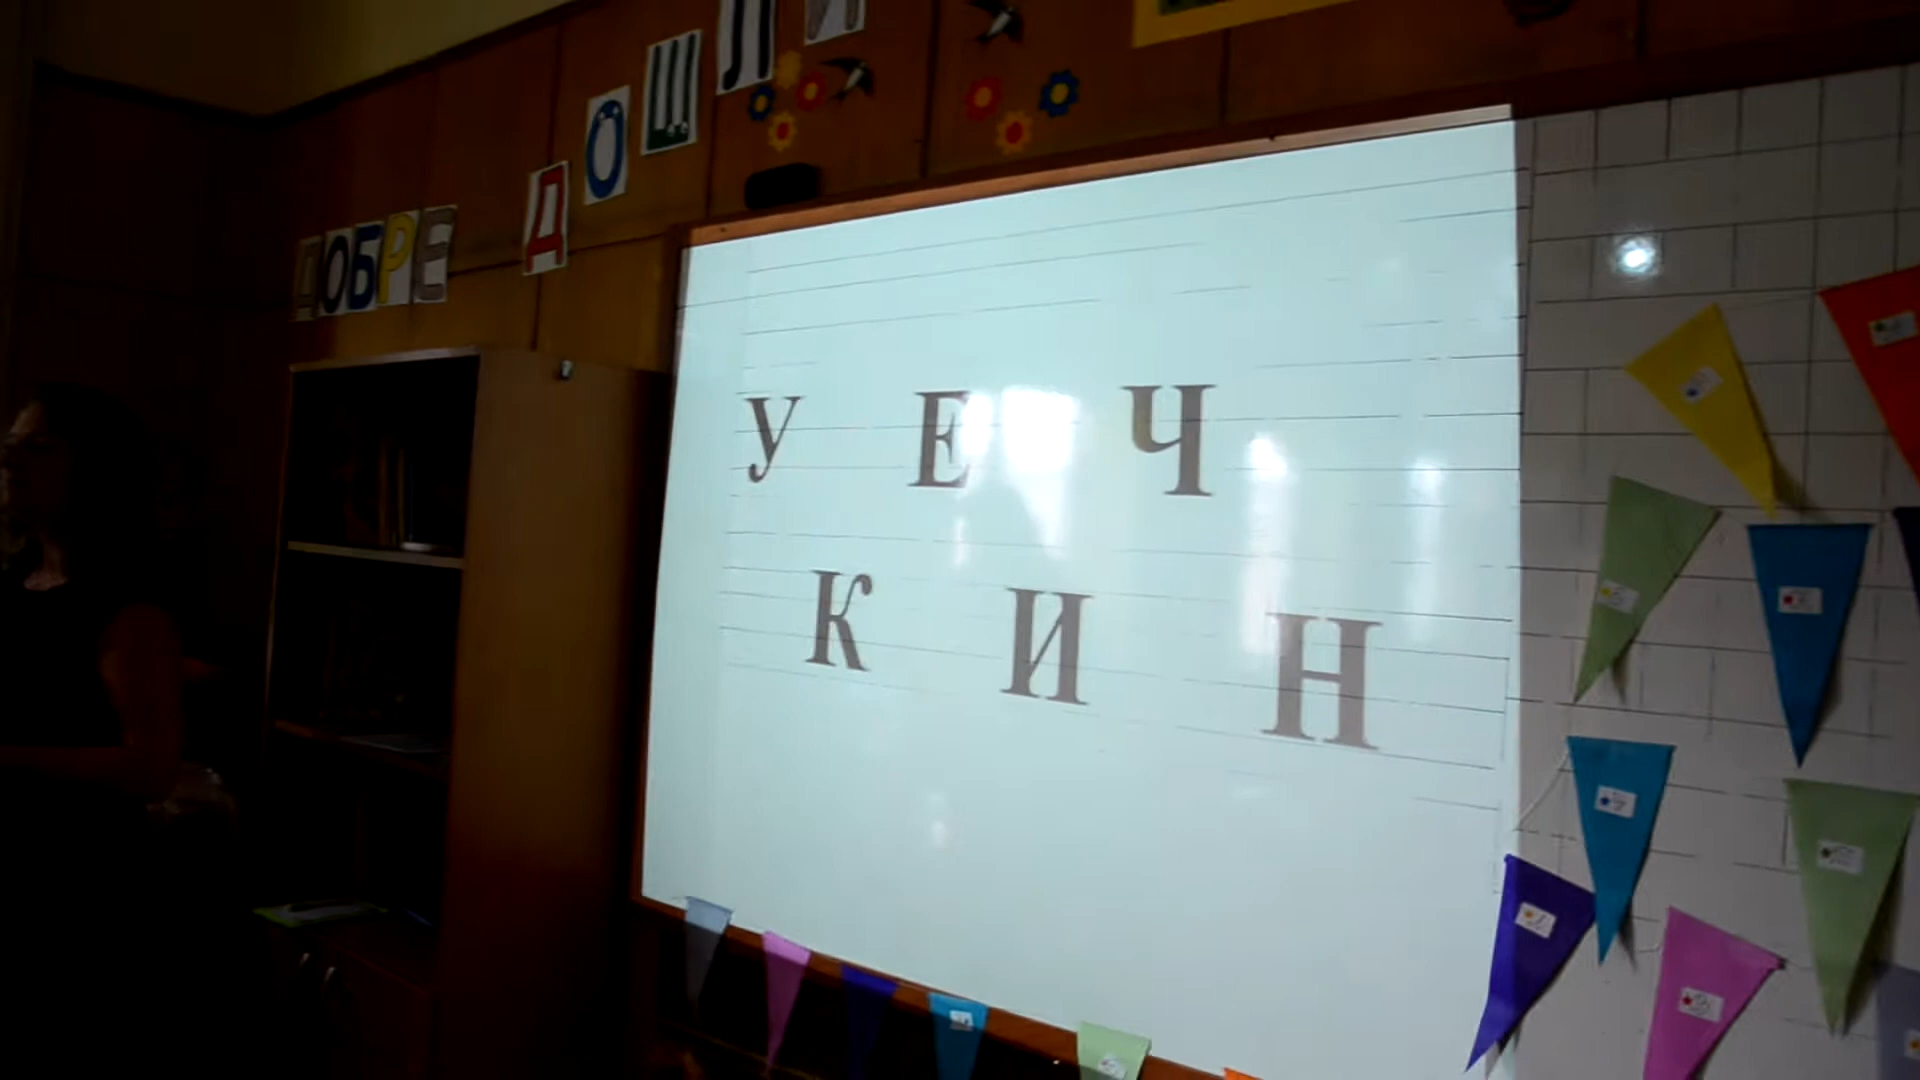 ДОБРЕ ДОШЛИ
У Е Ч
К И Н